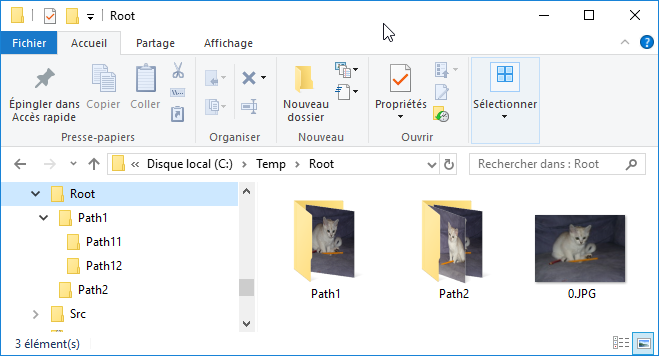 Root
Fichier Accueil Partage Affichage
Épingler dans Accès rapide
Copier
Coller
Presse-papiers
Organiser
Nouveau dossier
Nouveau
Propriétés
Ouvrir
Sélectionner
Disque local (C:) Temp Root
Rechercher dans : Root
Root
Path1
Path11
Path12
Path2
Src
Path1
Path2
0.JPG
3 élément(s)